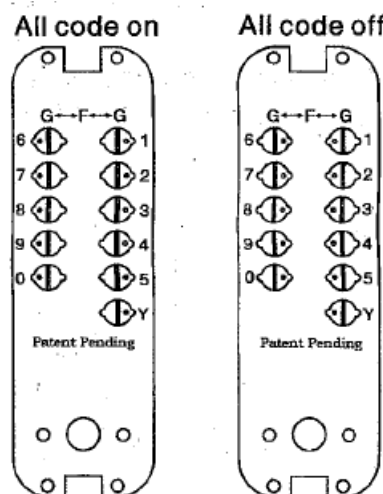 All code on All code off
G↔F↔G G↔F↔G
6 1 6 1
7 2 7 2
8 3 8 3
9 4 9 4
0 5 0 5
Y Y
Patent Pending Patent Pending